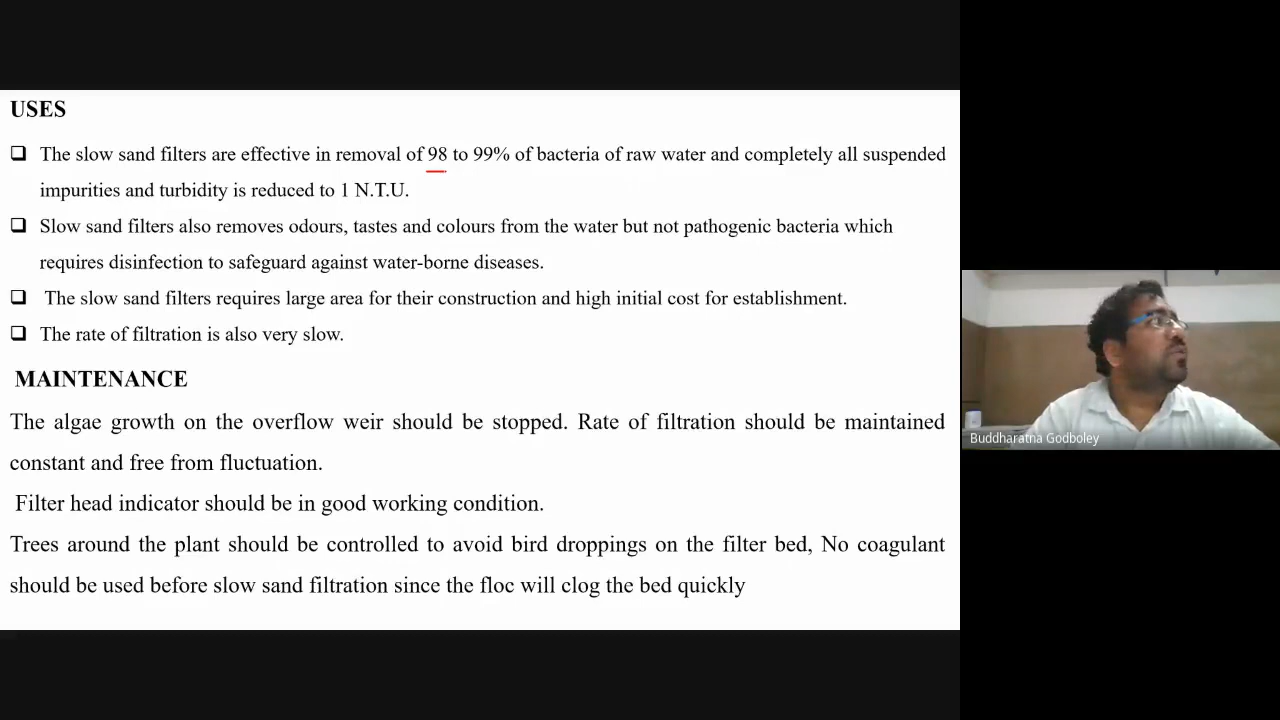 USES
The slow sand filters are effective in removal of 98 to 99% of bacteria of raw water and completely all suspended
impurities and turbidity is reduced to 1 N.T.U.
Slow sand filters also removes odours, tastes and colours from the water but not pathogenic bacteria which
requires disinfection to safeguard against water-borne diseases.
The slow sand filters requires large area for their construction and high initial cost for establishment.
The rate of filtration is also very slow.
MAINTENANCE
The algae growth on the overflow weir should be stopped. Rate of filtration should be maintained
constant and free from fluctuation.
Filter head indicator should be in good working condition.
Trees around the plant should be controlled to avoid bird droppings on the filter bed, No coagulant
should be used before slow sand filtration since the floc will clog the bed quickly
Buddharatna Godboley